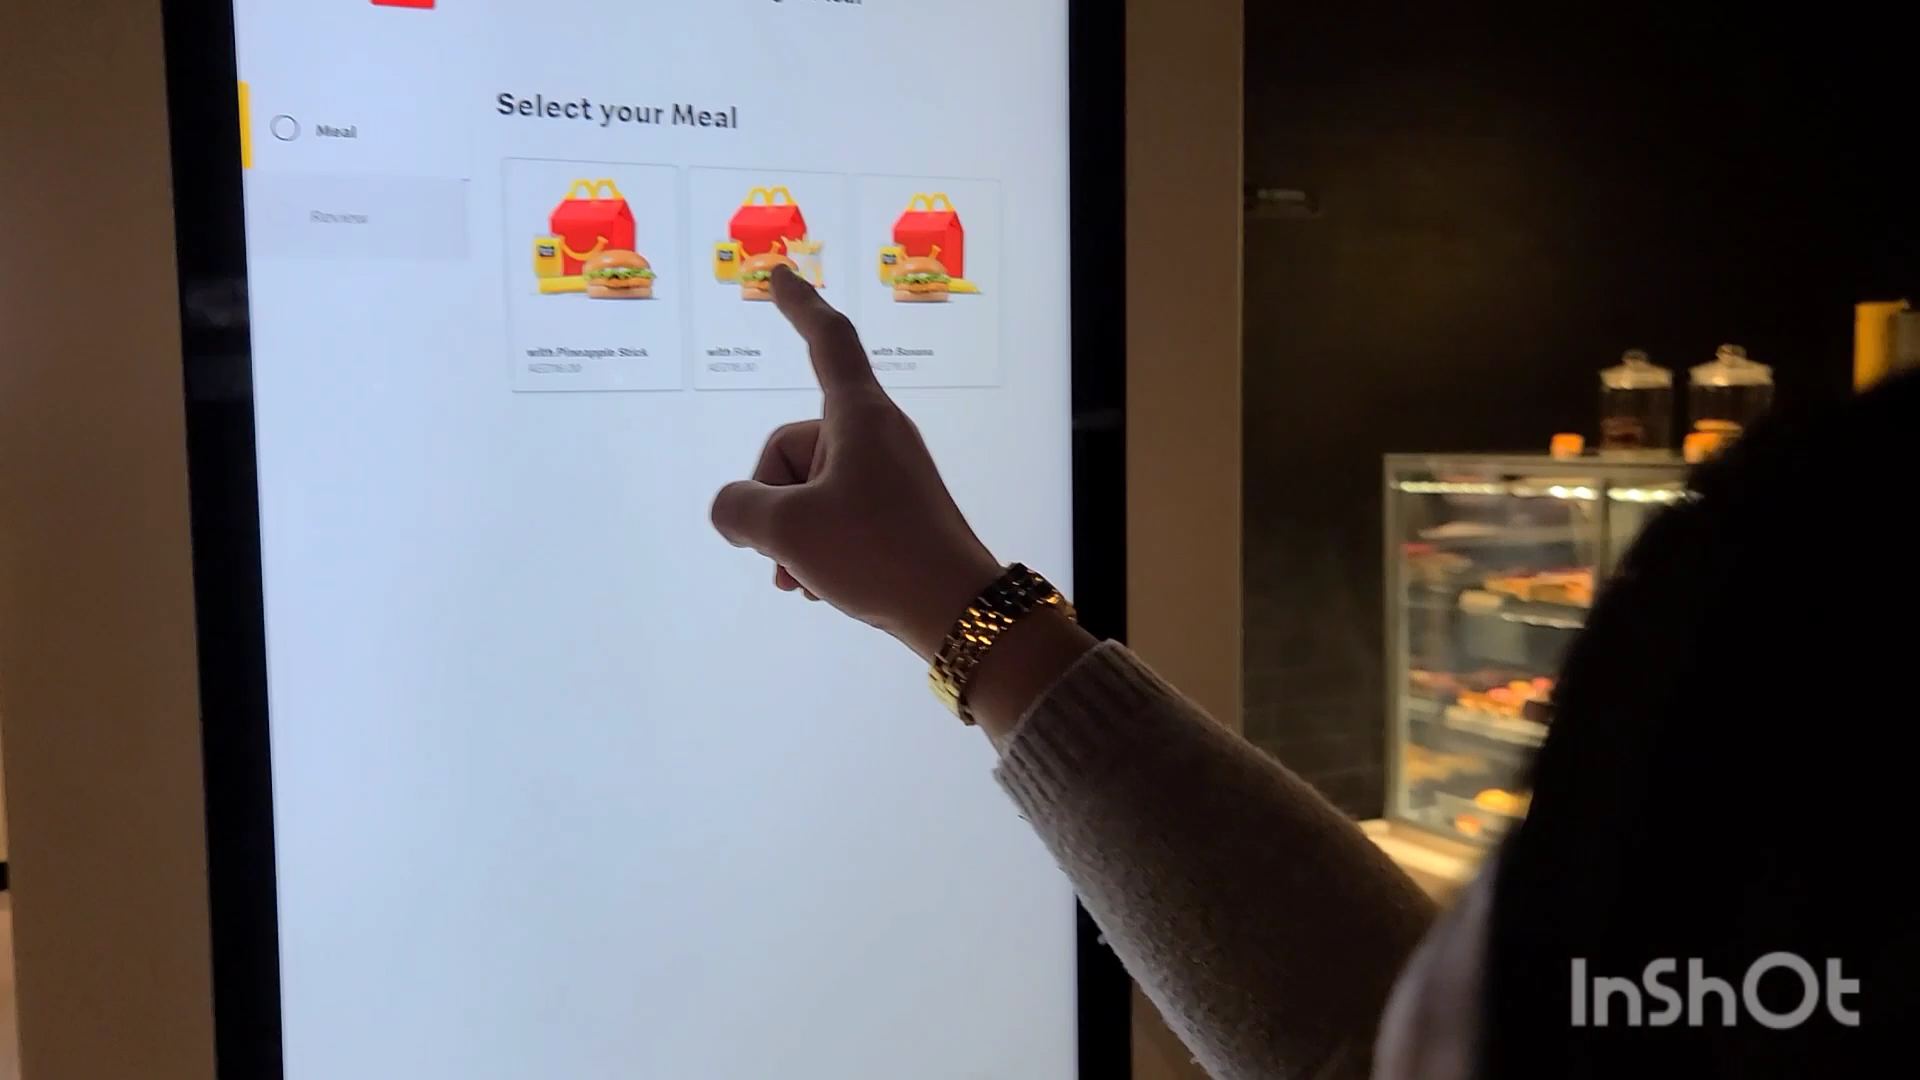 Select your Meal
Meal
Review
with Pineapple Stick
with Fries
with Banana
InShOt